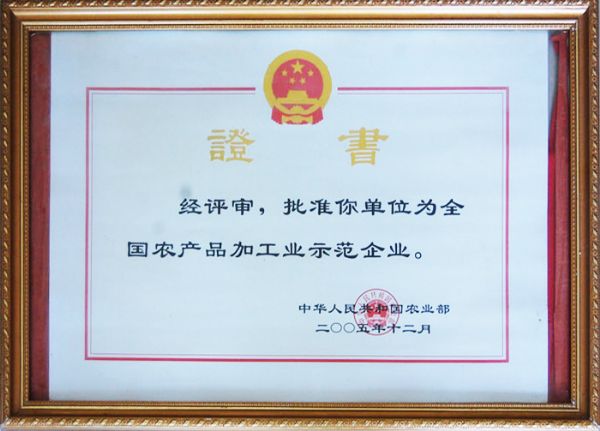 證書
经评审，批准你单位为全
国农产品加工业示范企业。
中华人民共和国农业部
二〇〇五年十二月